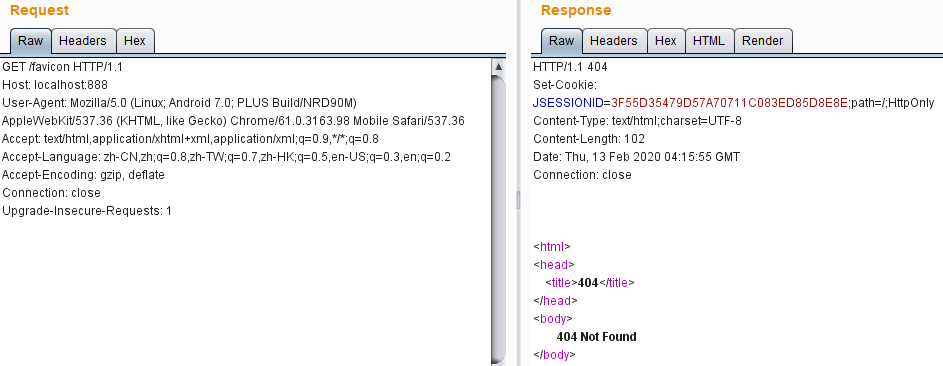 Request
Raw Headers Hex
GET /favicon HTTP/1.1
Host: localhost:888
User-Agent: Mozilla/5.0 (Linux; Android 7.0; PLUS Build/NRD90M)
AppleWebKit/537.36 (KHTML, like Gecko) Chrome/61.0.3163.98 Mobile Safari/537.36
Accept: text/html,application/xhtml+xml,application/xml;q=0.9,*/*;q=0.8
Accept-Language: zh-CN,zh;q=0.8,zh-TW;q=0.7,zh-HK;q=0.5,en-US;q=0.3,en;q=0.2
Accept-Encoding: gzip, deflate
Connection: close
Upgrade-Insecure-Requests: 1
Response
Raw Headers Hex HTML Render
HTTP/1.1 404
Set-Cookie:
JSESSIONID=3F55D35479D57A70711C083ED85D8E8E;path=/;HttpOnly
Content-Type: text/html;charset=UTF-8
Content-Length: 102
Date: Thu, 13 Feb 2020 04:15:55 GMT
Connection: close
<html>
<head>
<title>404</title>
</head>
<body>
404 Not Found
</body>